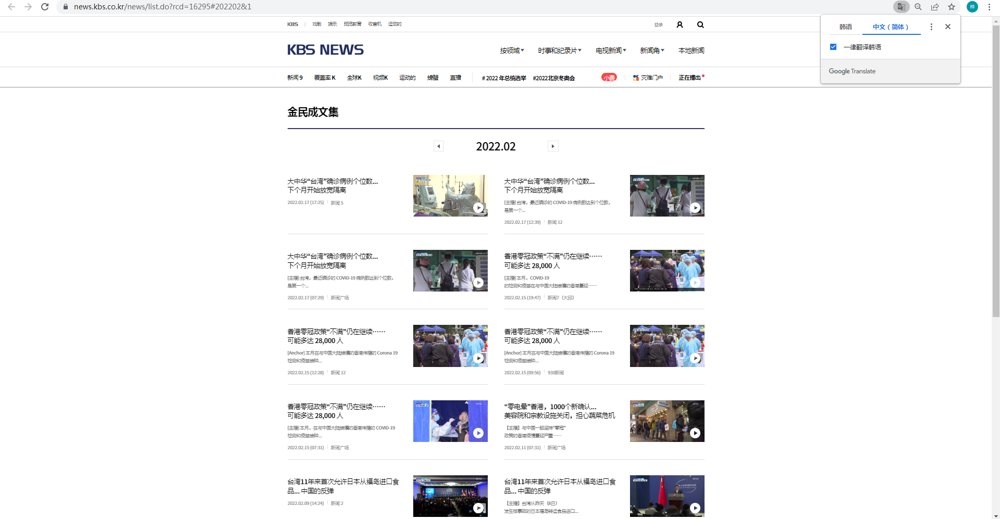 news.kbs.co.kr/news/list.do?rcd=16295#202202&1
桦
韩语
中文（简体）
一律翻译韩语
Google Translate
KBS
戏剧
娱乐
预览教育
收音机
运动的
登录
KBS NEWS
按领域
时事和纪录片
电视新闻
新闻角
本地新闻
新闻 9
覆盖率 K
全球K
视频K
运动的
螃蟹
直播
# 2022 年总统选举
#2022北京冬奥会
小费
灾难门户
正在播出
金民成文集
2022.02
大中华“台湾”确诊病例个位数...
下个月开始放宽隔离
2022.02.17 (17:25)
新闻 5
大中华“台湾”确诊病例个位数...
下个月开始放宽隔离
[主播] 台湾，最近确诊的 COVID-19 病例数达到个位数，
是第一个...
2022.02.17 (12:39)
新闻 12
大中华“台湾”确诊病例个位数...
下个月开始放宽隔离
[主播] 台湾，最近确诊的 COVID-19 病例数达到个位数，
是第一个...
2022.02.17 (07:29)
新闻广场
香港零冠政策“不满”仍在继续……
可能多达 28,000 人
[主播] 本月，COVID-19
的检测和疫苗在与中国大陆接壤的香港蔓延……
2022.02.15 (19:47)
新闻7（大邱）
香港零冠政策“不满”仍在继续……
可能多达 28,000 人
[Anchor] 本月在与中国大陆接壤的香港传播的 Corona 19
检测和疫苗接种...
2022.02.15 (12:28)
新闻 12
香港零冠政策“不满”仍在继续……
可能多达 28,000 人
[Anchor] 本月在与中国大陆接壤的香港传播的 Corona 19
检测和疫苗接种...
2022.02.15 (09:56)
930新闻
香港零冠政策“不满”仍在继续……
可能多达 28,000 人
[主播] 本月，在与中国大陆接壤的香港传播的 COVID-19
检测和疫苗接种...
2022.02.15 (07:31)
新闻广场
“零电晕”香港，1000个新确认...
美容院和宗教设施关闭，担心蔬菜危机
【主播】与中国一起坚持“零冠”
政策的香港疫情蔓延严重……
2022.02.11 (07:31)
新闻广场
台湾11年来首次允许日本从福岛进口食
品... 中国的反弹
2022.02.09 (14:24)
新闻 2
台湾11年来首次允许日本从福岛进口食
品... 中国的反弹
【主播】台湾从昨天（8日）
发生核事故的日本福岛转运食品进口...